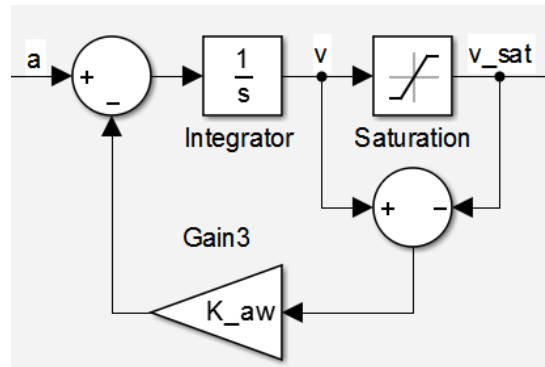 a
v
v_sat
+
−
1
s
Integrator
Saturation
+
−
Gain3
K_aw